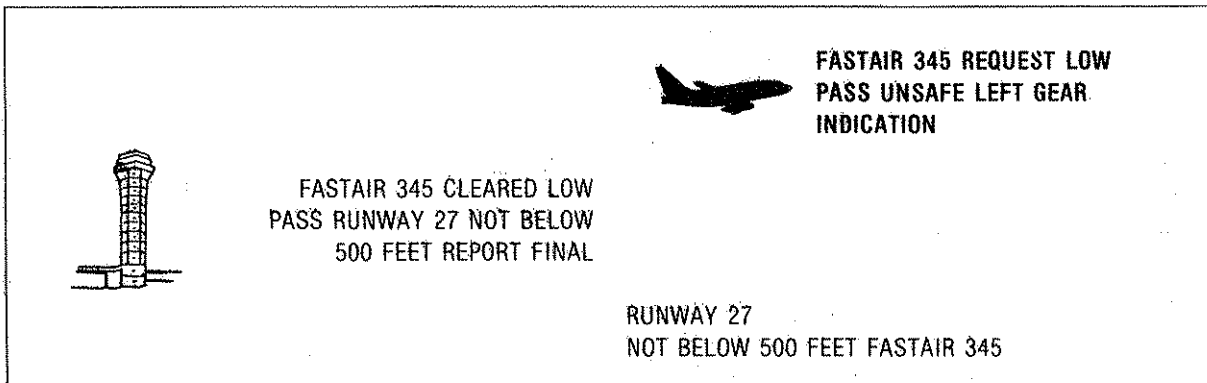 FASTAIR 345 REQUEST LOW
PASS UNSAFE LEFT GEAR
INDICATION
FASTAIR 345 CLEARED LOW
PASS RUNWAY 27 NOT BELOW
500 FEET REPORT FINAL
RUNWAY 27
NOT BELOW 500 FEET FASTAIR 345